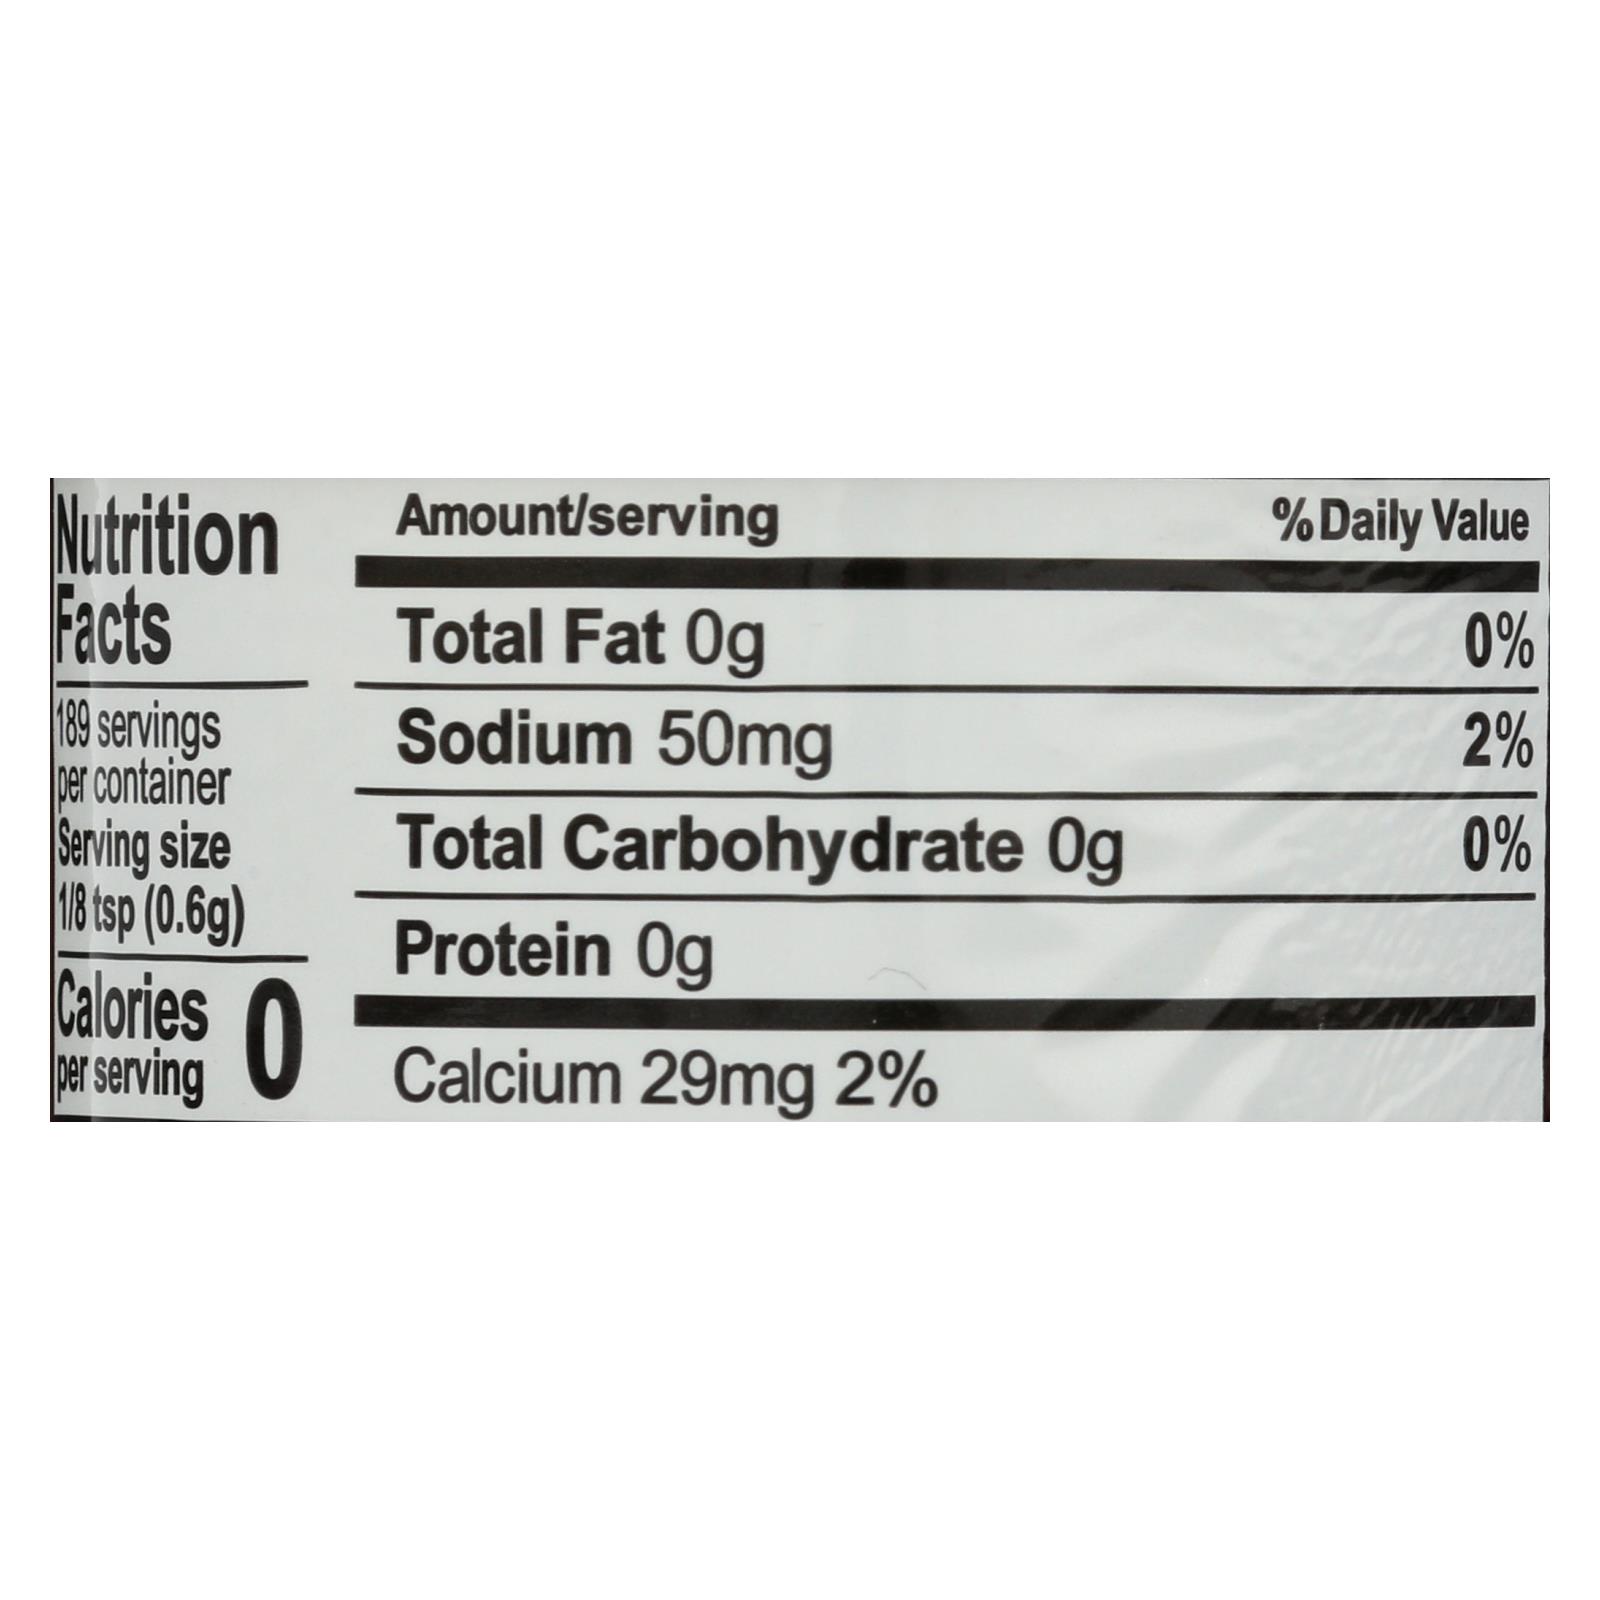 Nutrition
Facts
189 servings
per container
Serving size
1/8 tsp (0.6g)
Calories
per serving 0
Amount/serving % Daily Value
Total Fat 0g 0%
Sodium 50mg 2%
Total Carbohydrate 0g 0%
Protein 0g
Calcium 29mg 2%